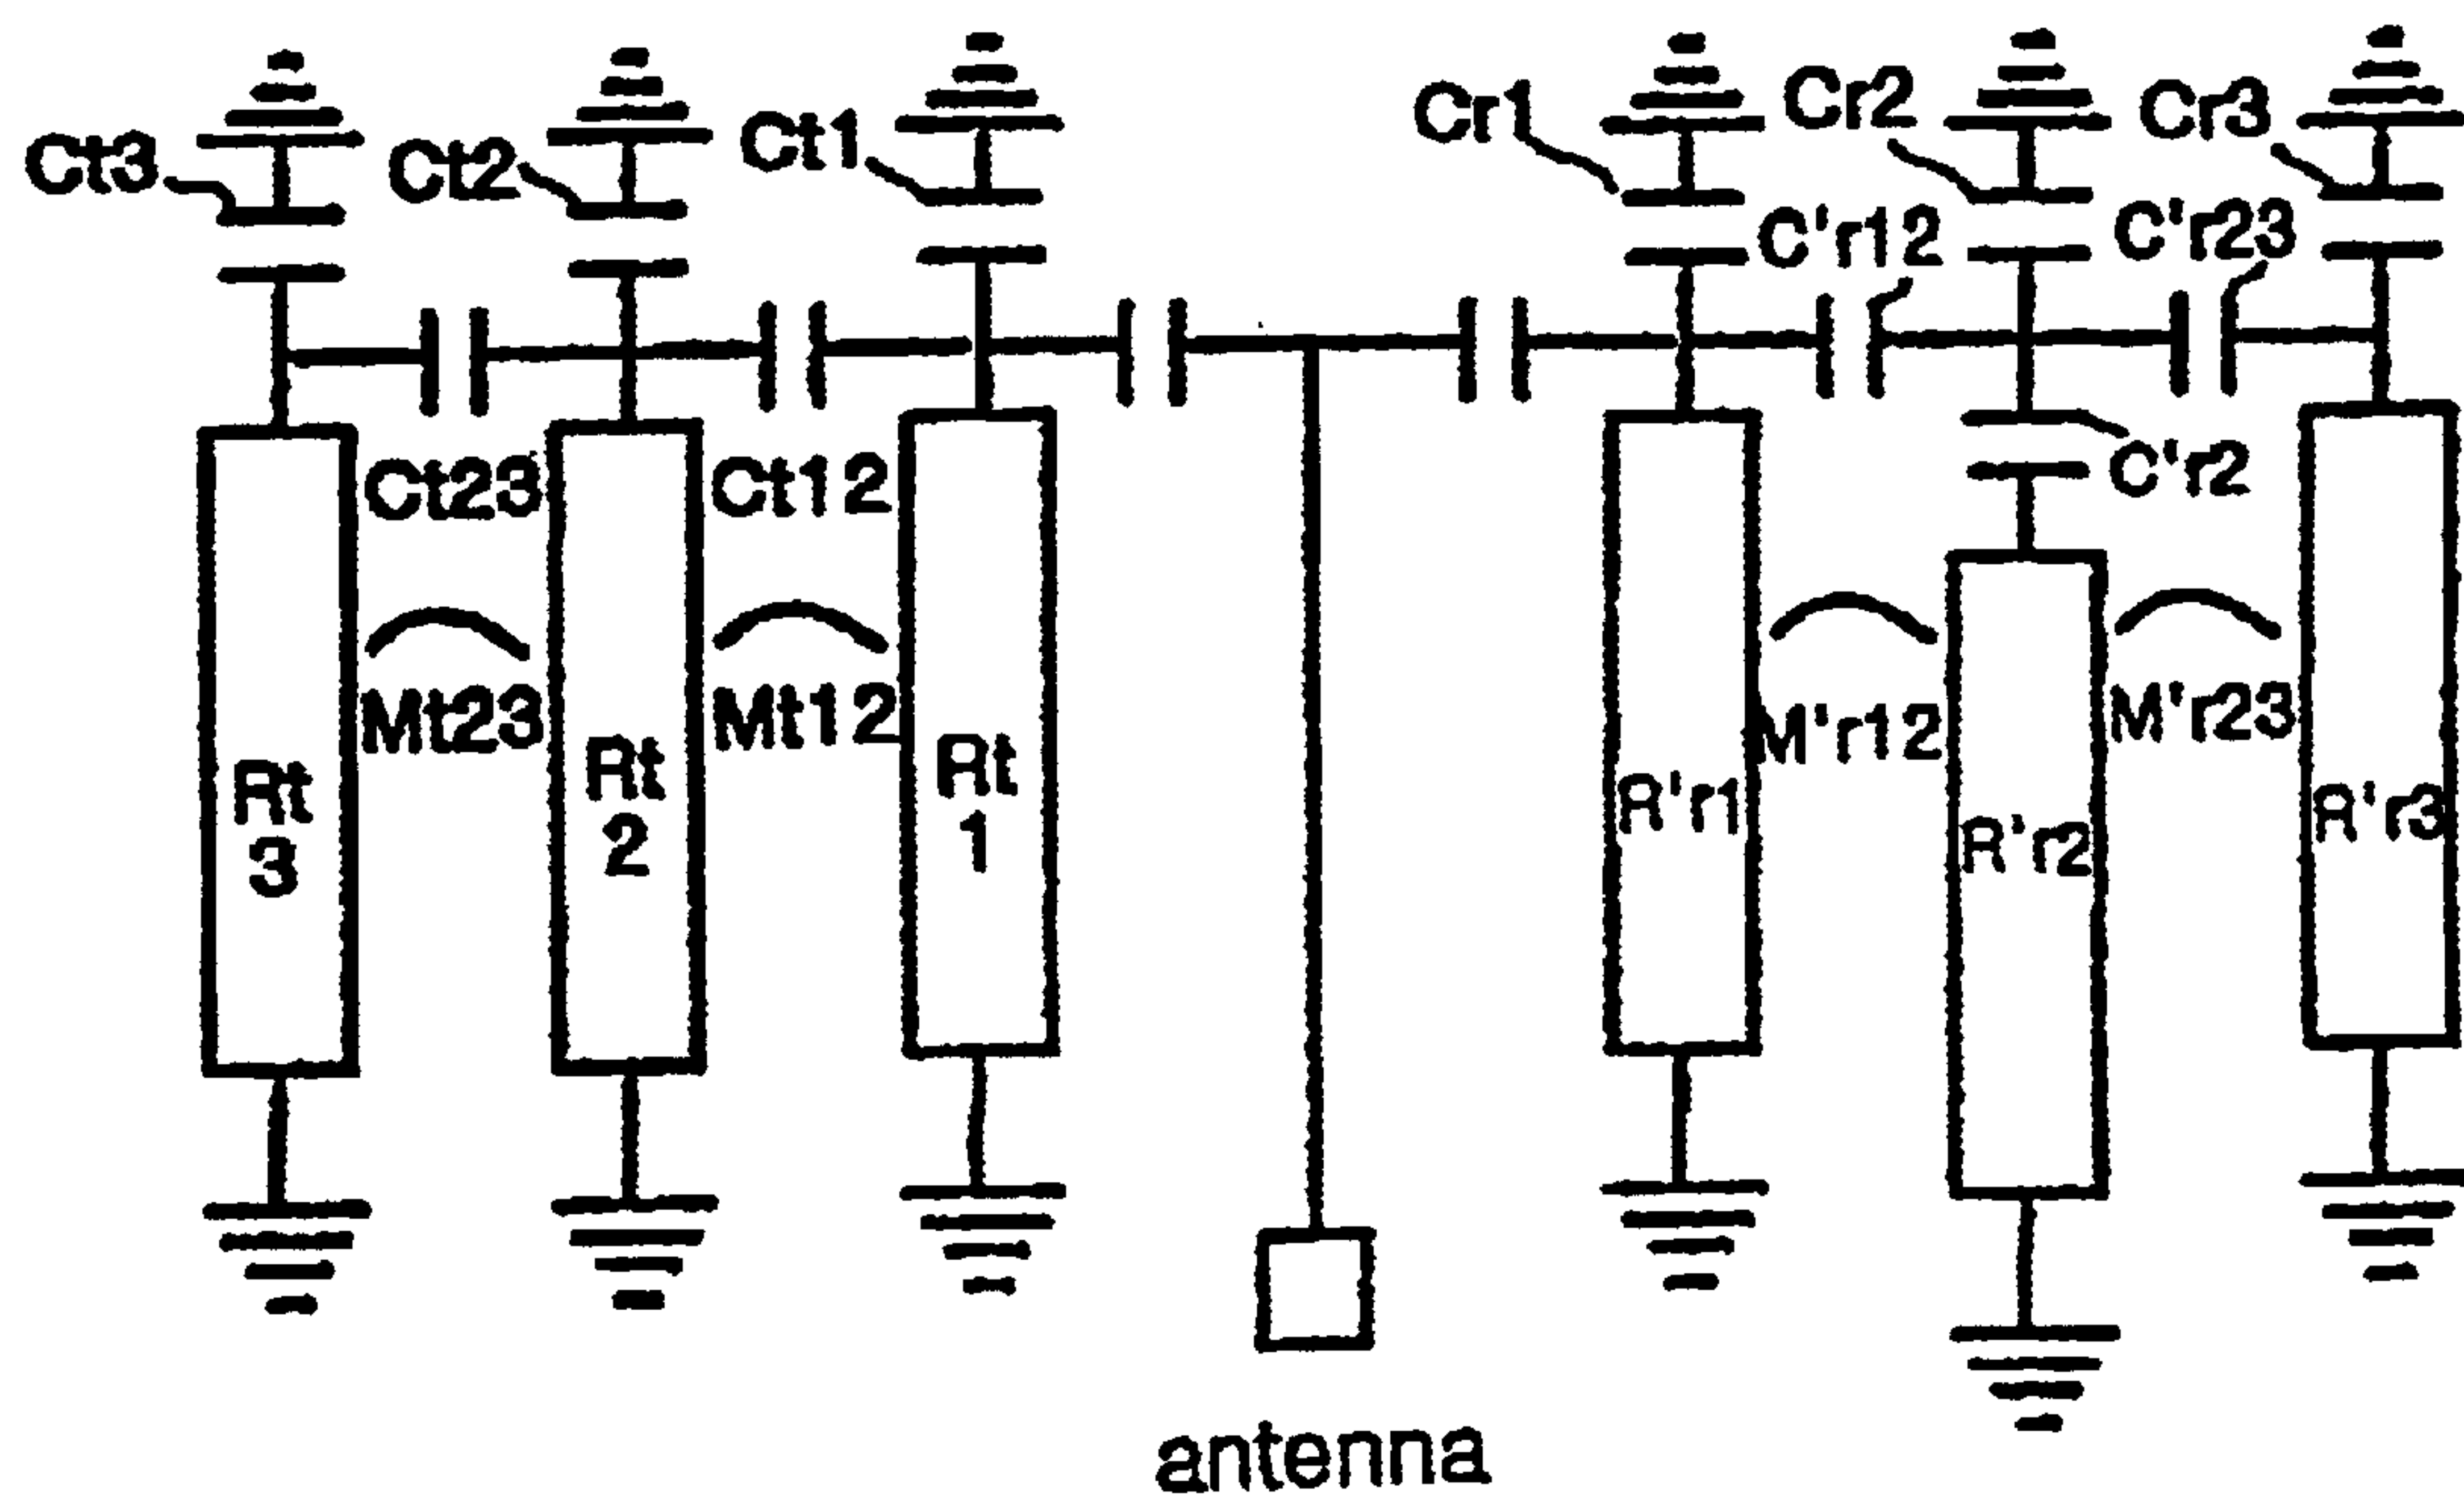 Ct3
Ct2
Ct1
Cr1
Cr2
Cr3
C'r12
C'r23
Ct23
Ct12
C'r2
Mt23
Mt12
M'r12
M'r23
Rt
3
Rt
2
Rt
1
R'r1
R'r2
R'r3
antenna